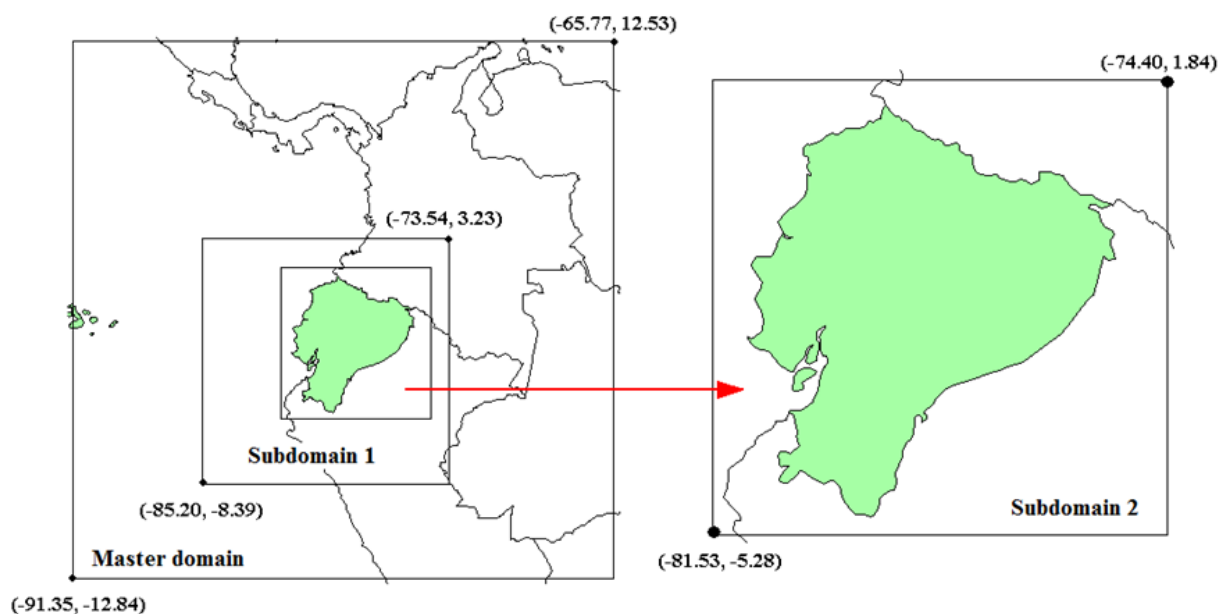 (-65.77, 12.53)
(-74.40, 1.84)
(-73.54, 3.23)
Subdomain 1
(-85.20, -8.39)
Subdomain 2
Master domain
(-81.53, -5.28)
(-91.35, -12.84)